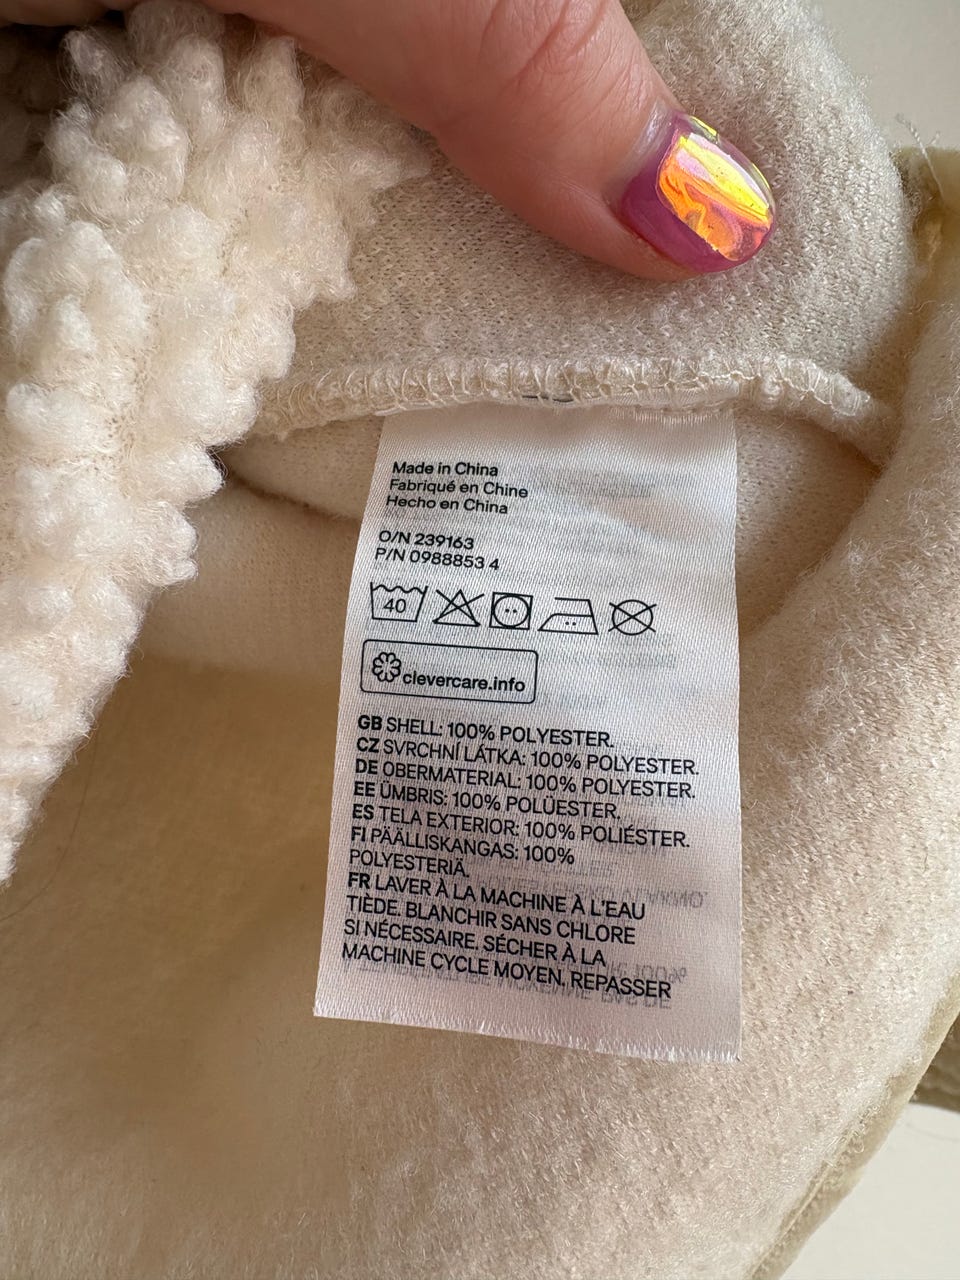 Made in China
Fabriqué en Chine
Hecho en China
O/N 239163
P/N 0988853 4
40
clevercare.info
GB SHELL: 100% POLYESTER.
CZ SVRCHNÍ LÁTKA: 100% POLYESTER.
DE OBERMATERIAL: 100% POLYESTER.
EE ÜMBRIS: 100% POLÜESTER.
ES TELA EXTERIOR: 100% POLIÉSTER.
FI PÄÄLLISKANGAS: 100%
POLYESTERIÄ.
FR LAVER À LA MACHINE À L'EAU
TIÈDE. BLANCHIR SANS CHLORE
SI NÉCESSAIRE. SÉCHER À LA
MACHINE CYCLE MOYEN. REPASSER